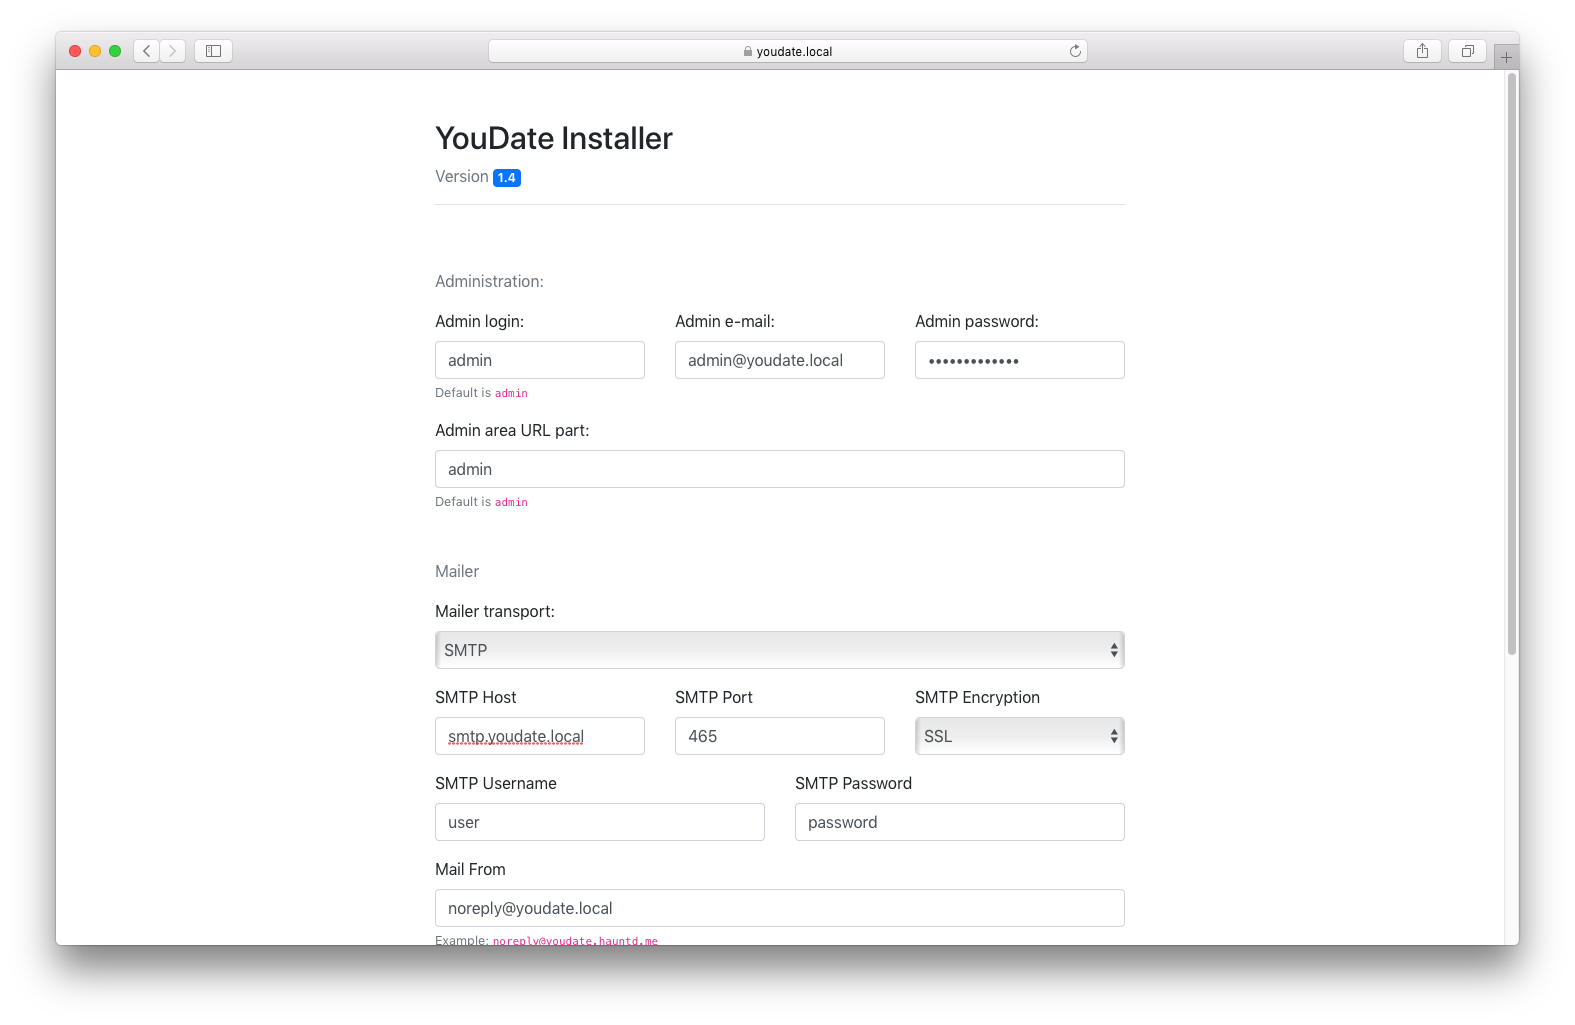 youdate.local
YouDate Installer
Version 1.4
Administration:
Admin login: Admin e-mail: Admin password:
admin admin@youdate.local •••••••••••••
Default is admin
Admin area URL part:
admin
Default is admin
Mailer
Mailer transport:
SMTP
SMTP Host SMTP Port SMTP Encryption
smtp.youdate.local 465 SSL
SMTP Username SMTP Password
user password
Mail From
noreply@youdate.local
Example: noreply@youdate.hauntd.me